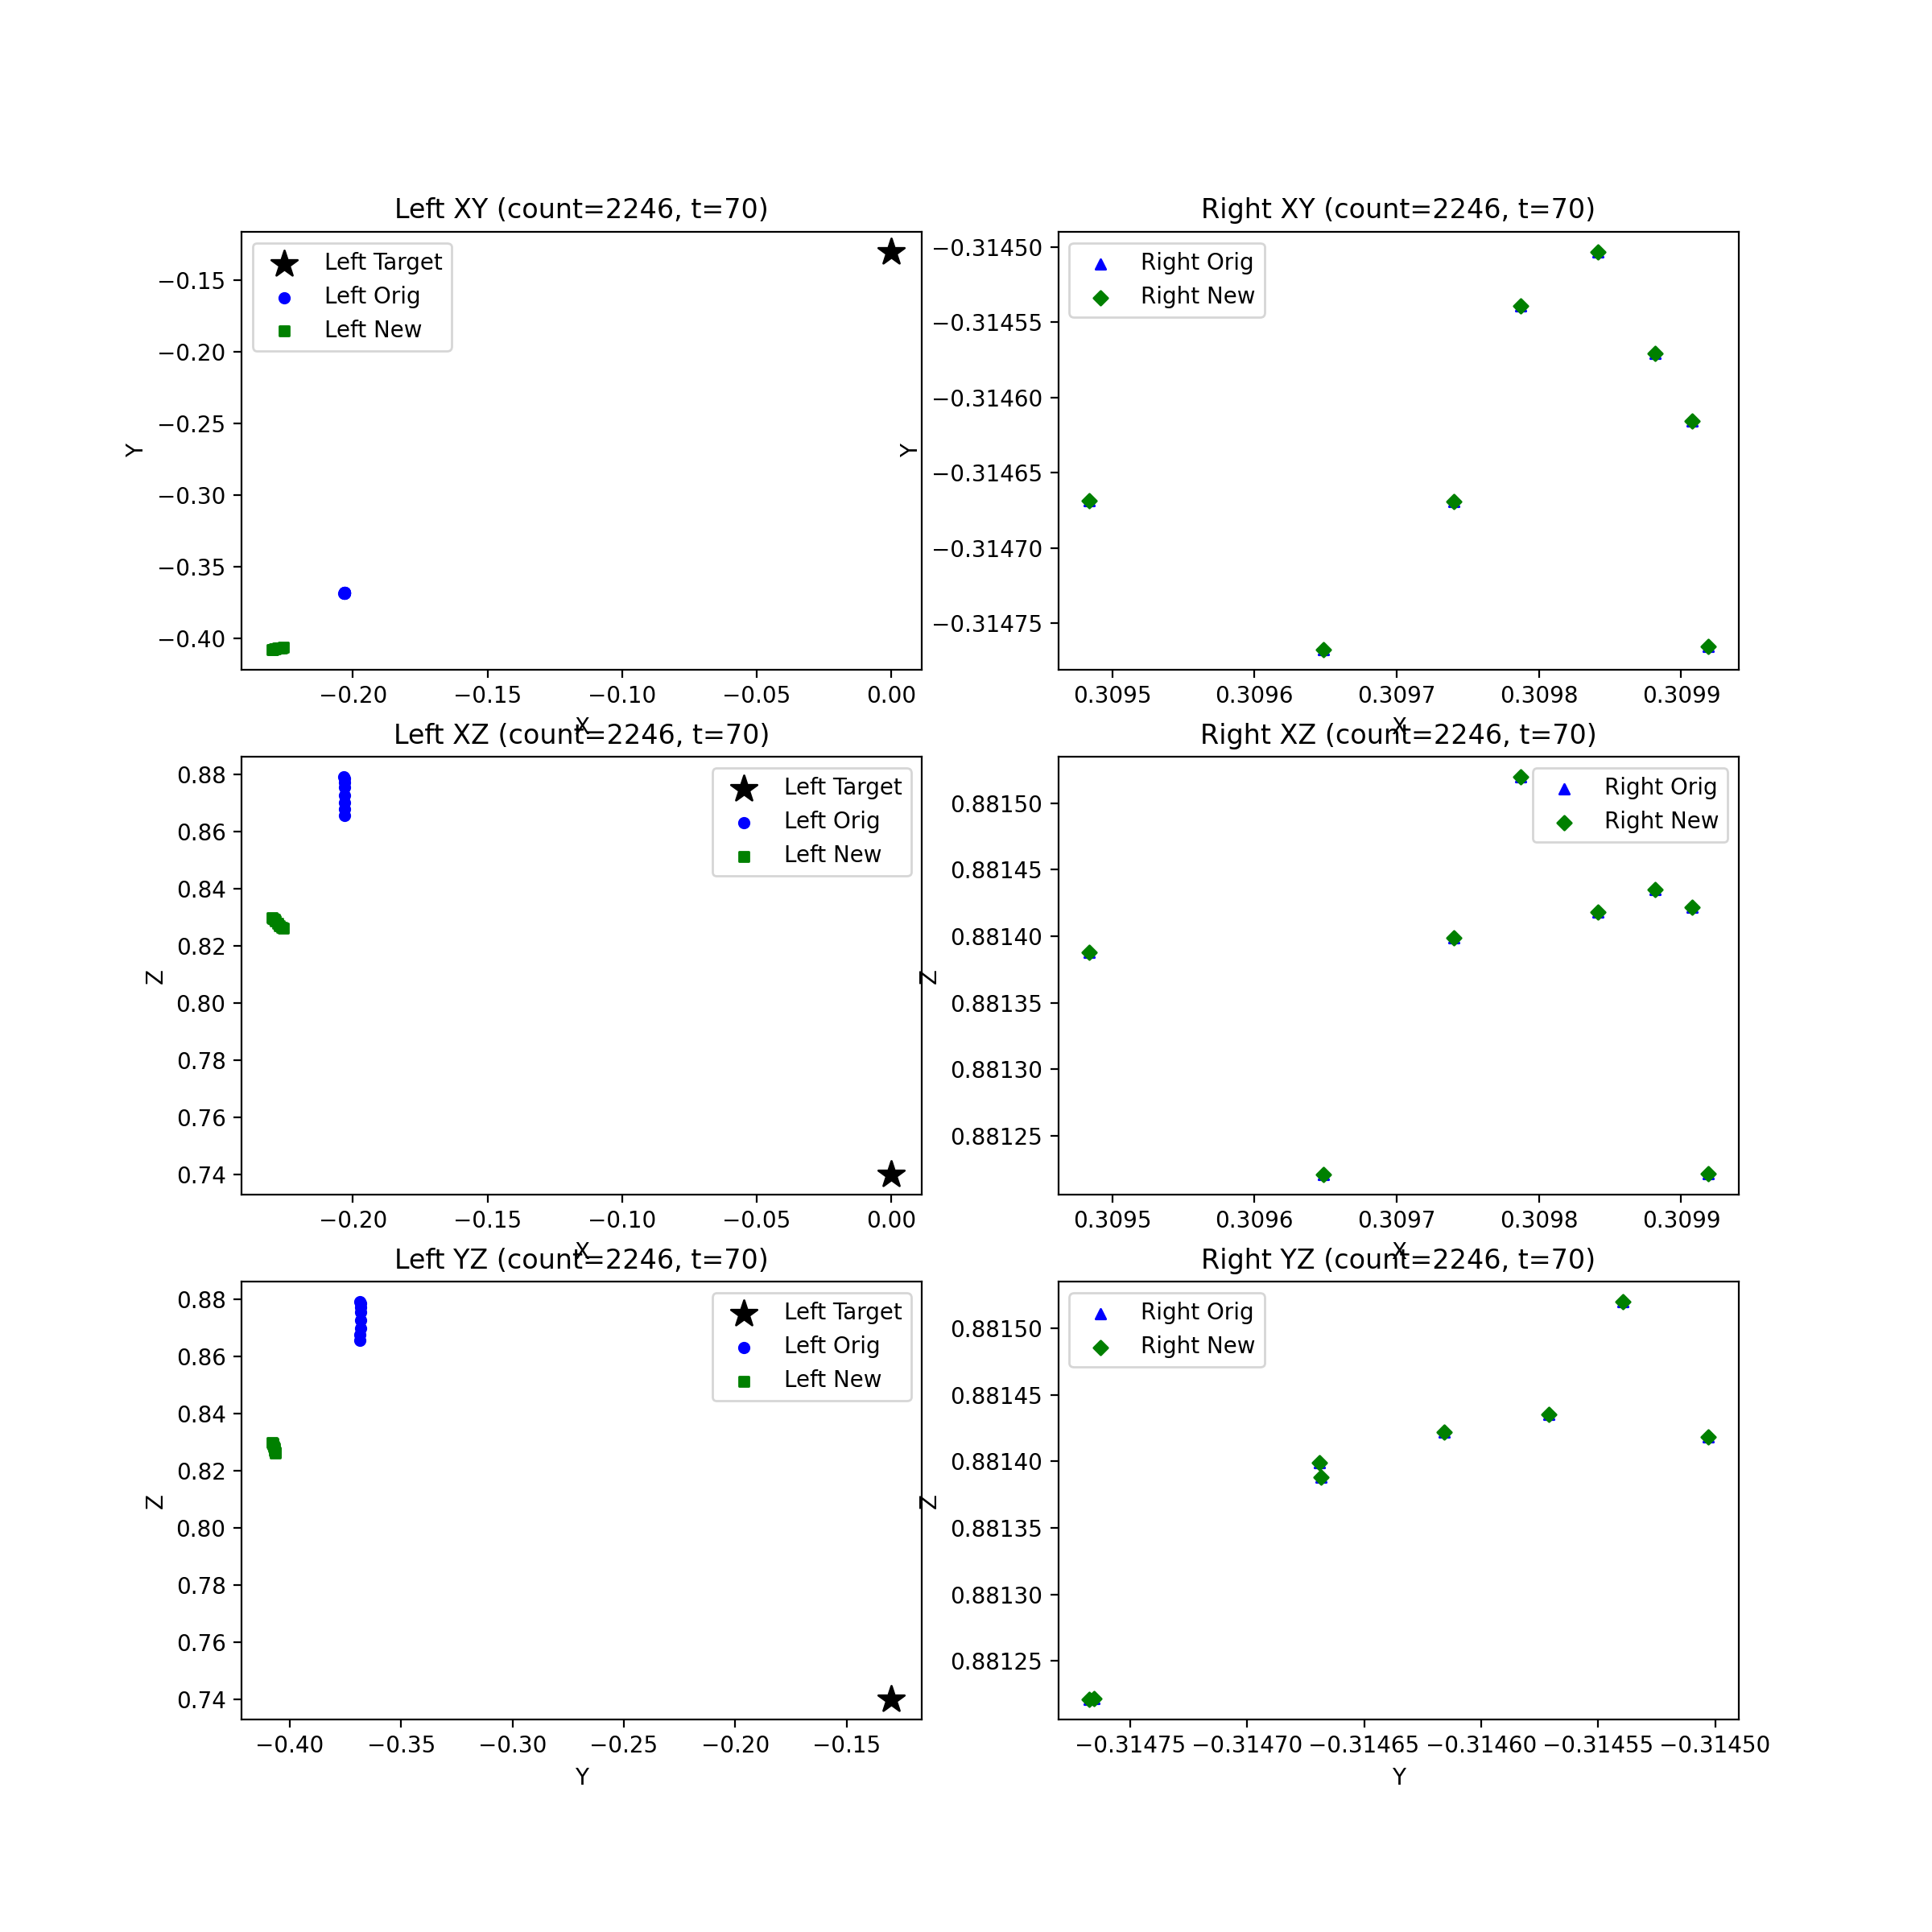 Left XY (count=2246, t=70)
Left Target
Left Orig
Left New
−0.15
−0.20
−0.25
−0.30
−0.35
−0.40
Y
−0.20
−0.15
−0.10
−0.05
0.00
X
Right XY (count=2246, t=70)
Right Orig
Right New
−0.31450
−0.31455
−0.31460
−0.31465
−0.31470
−0.31475
Y
0.3095
0.3096
0.3097
0.3098
0.3099
X
Left XZ (count=2246, t=70)
Left Target
Left Orig
Left New
0.88
0.86
0.84
0.82
0.80
0.78
0.76
0.74
Z
−0.20
−0.15
−0.10
−0.05
0.00
X
Right XZ (count=2246, t=70)
Right Orig
Right New
0.88150
0.88145
0.88140
0.88135
0.88130
0.88125
Z
0.3095
0.3096
0.3097
0.3098
0.3099
X
Left YZ (count=2246, t=70)
Left Target
Left Orig
Left New
0.88
0.86
0.84
0.82
0.80
0.78
0.76
0.74
Z
−0.40
−0.35
−0.30
−0.25
−0.20
−0.15
Y
Right YZ (count=2246, t=70)
Right Orig
Right New
0.88150
0.88145
0.88140
0.88135
0.88130
0.88125
Z
−0.31475
−0.31470
−0.31465
−0.31460
−0.31455
−0.31450
Y